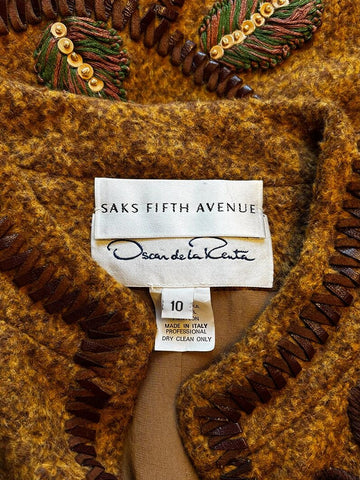 SAKS FIFTH AVENUE
Oscar de la Renta
10
MADE IN ITALY
PROFESSIONAL
DRY CLEAN ONLY